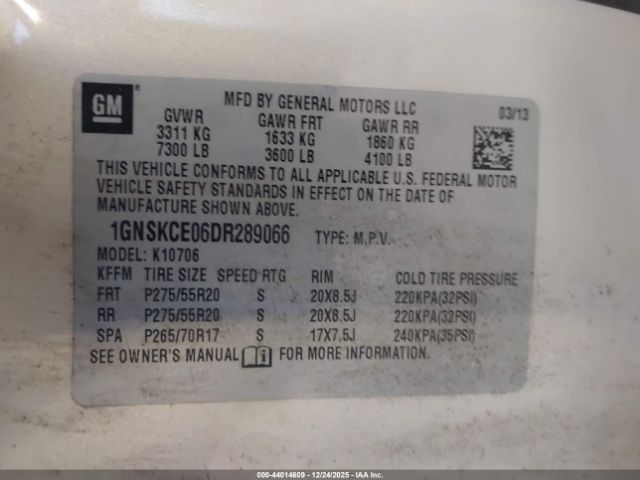 GM
MFD BY GENERAL MOTORS LLC 03/13
GVWR GAWR FRT GAWR RR
3311 KG 1633 KG 1860 KG
7300 LB 3600 LB 4100 LB
THIS VEHICLE CONFORMS TO ALL APPLICABLE U.S. FEDERAL MOTOR
VEHICLE SAFETY STANDARDS IN EFFECT ON THE DATE OF
MANUFACTURE SHOWN ABOVE.
1GNSKCE06DR289066 TYPE: M.P.V.
MODEL: K10706
KFFM TIRE SIZE SPEED RTG RIM COLD TIRE PRESSURE
FRT P275/55R20 S 20X8.5J 220KPA(32PSI)
RR P275/55R20 S 20X8.5J 220KPA(32PSI)
SPA P265/70R17 S 17X7.5J 240KPA(35PSI)
SEE OWNER'S MANUAL FOR MORE INFORMATION.
000-44014609 - 12/24/2025 - IAA Inc.